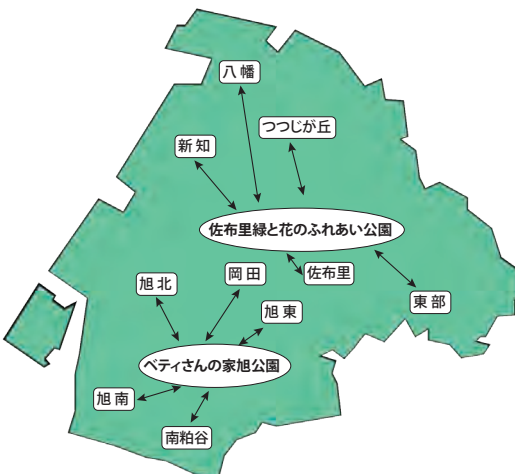 八幡
つつじが丘
新知
佐布里緑と花のふれあい公園
岡田
佐布里
旭北
東部
旭東
ベティさんの家旭公園
旭南
南粕谷